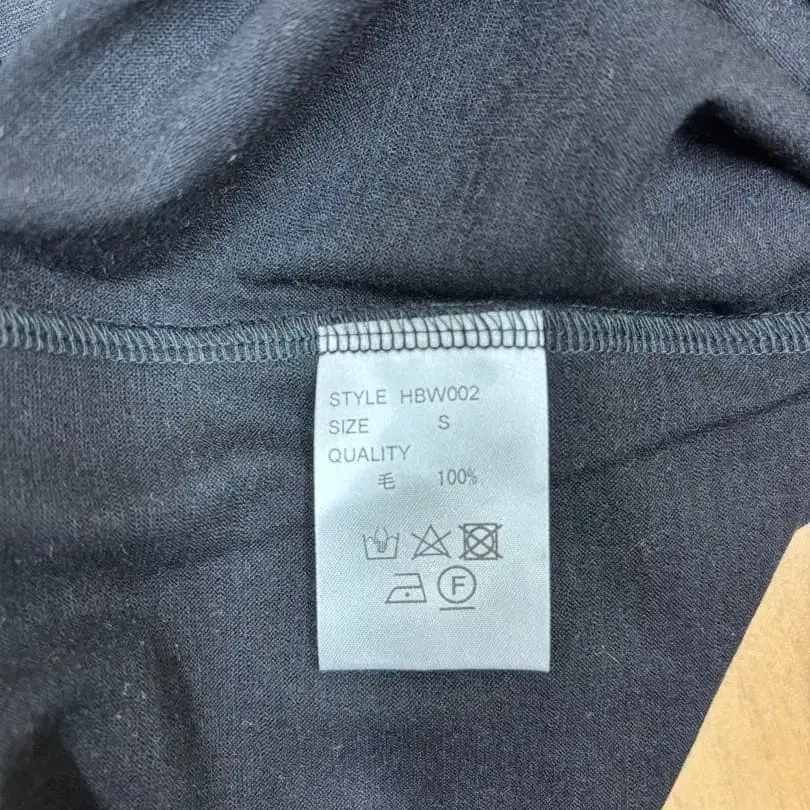 STYLE HBW002
SIZE S
QUALITY
毛 100%
F